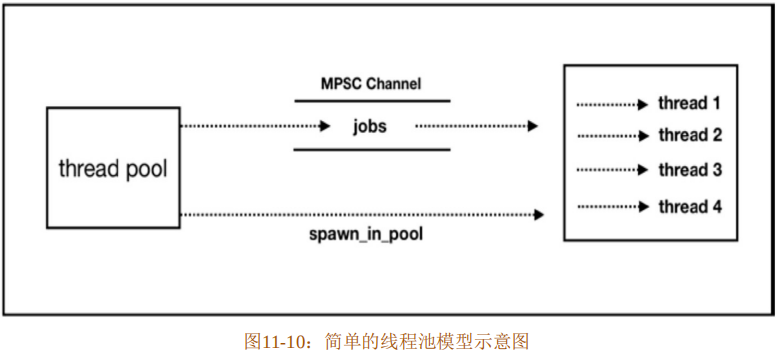 MPSC Channel
thread pool
jobs
spawn_in_pool
thread 1
thread 2
thread 3
thread 4
图11-10：简单的线程池模型示意图